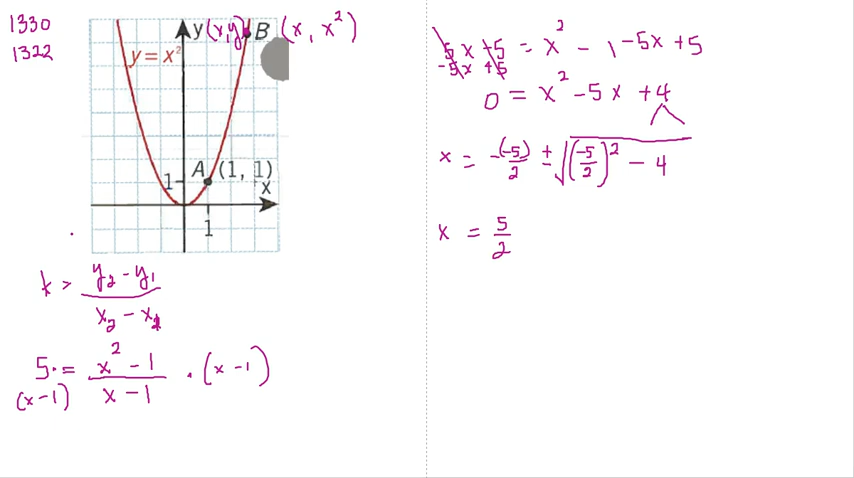 1330
1322
y (x,y) B (x, x²)
y = x²
A (1, 1)
1
x
1
k = (y₂ - y₁)/(x₂ - x₁)
5 · (x-1) = (x² - 1)/(x - 1) · (x-1)
5x - 5 = x² - 1 - 5x + 5
-5x +5
0 = x² - 5x + 4
x = -(-5)/2 ± √((-5/2)² - 4)
x = 5/2